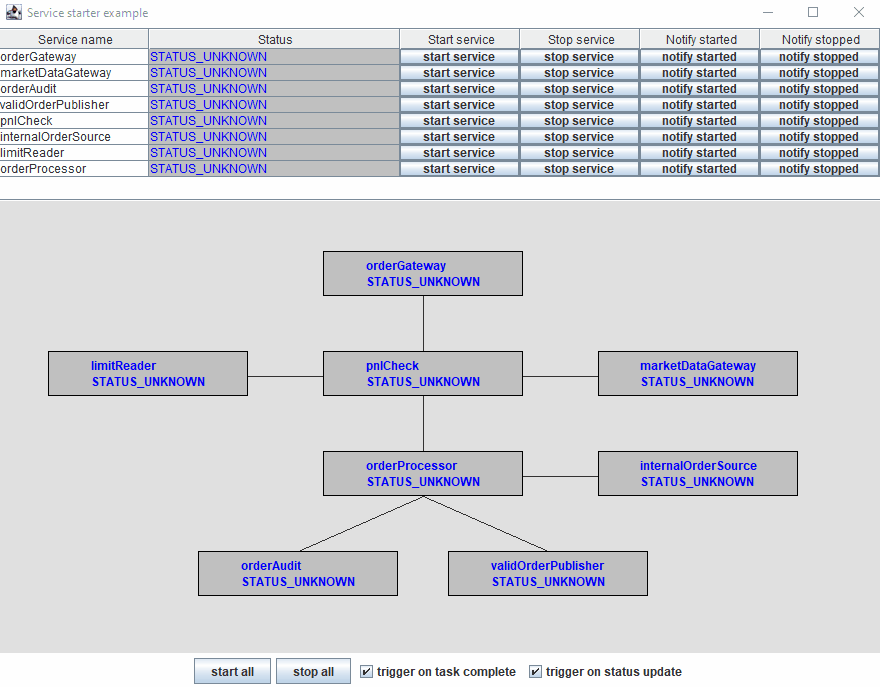 Service starter example
Service name Status Start service Stop service Notify started Notify stopped
orderGateway STATUS_UNKNOWN start service stop service notify started notify stopped
marketDataGateway STATUS_UNKNOWN start service stop service notify started notify stopped
orderAudit STATUS_UNKNOWN start service stop service notify started notify stopped
validOrderPublisher STATUS_UNKNOWN start service stop service notify started notify stopped
pnlCheck STATUS_UNKNOWN start service stop service notify started notify stopped
internalOrderSource STATUS_UNKNOWN start service stop service notify started notify stopped
limitReader STATUS_UNKNOWN start service stop service notify started notify stopped
orderProcessor STATUS_UNKNOWN start service stop service notify started notify stopped
orderGateway
STATUS_UNKNOWN
limitReader
STATUS_UNKNOWN
pnlCheck
STATUS_UNKNOWN
marketDataGateway
STATUS_UNKNOWN
orderProcessor
STATUS_UNKNOWN
internalOrderSource
STATUS_UNKNOWN
orderAudit
STATUS_UNKNOWN
validOrderPublisher
STATUS_UNKNOWN
start all stop all trigger on task complete trigger on status update